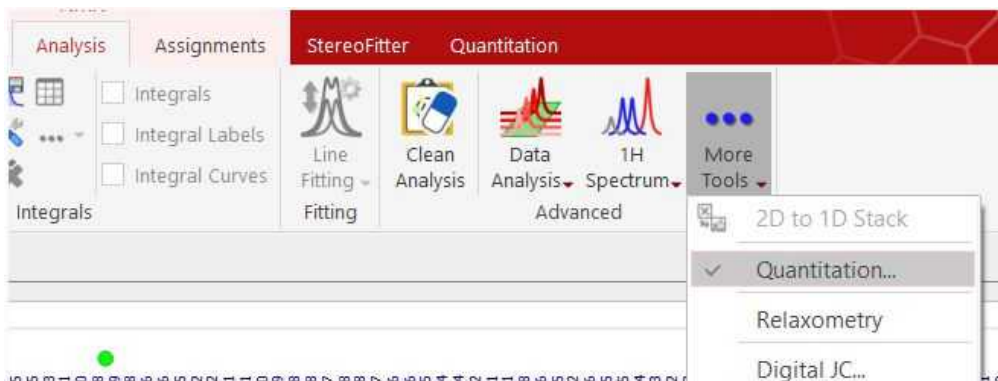 Analysis Assignments StereoFitter Quantitation
Integrals
Integral Labels
Integral Curves
Line Fitting
Clean Analysis
Data Analysis
1H Spectrum
More Tools
Integrals Fitting Advanced
2D to 1D Stack
Quantitation...
Relaxometry
Digital JC...